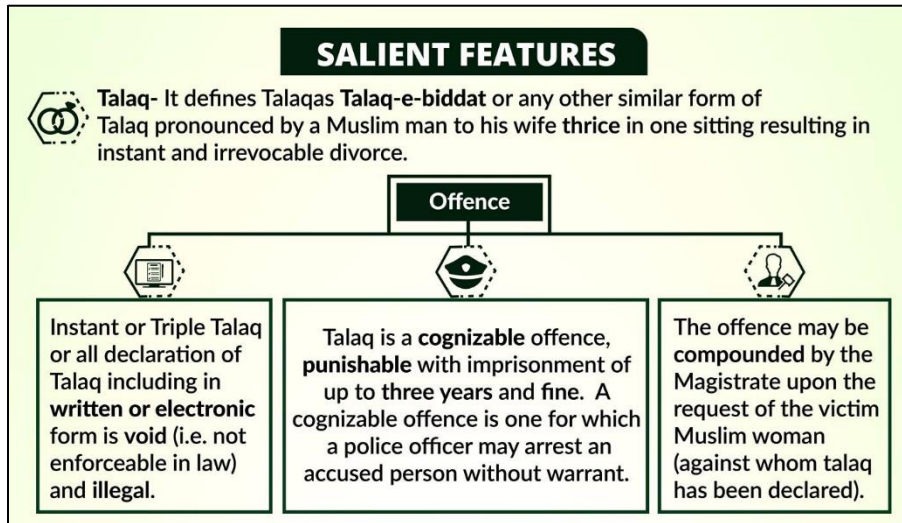 SALIENT FEATURES
Talaq- It defines Talaqas Talaq-e-biddat or any other similar form of
Talaq pronounced by a Muslim man to his wife thrice in one sitting resulting in
instant and irrevocable divorce.
Offence
Instant or Triple Talaq
or all declaration of
Talaq including in
written or electronic
form is void (i.e. not
enforceable in law)
and illegal.
Talaq is a cognizable offence,
punishable with imprisonment of
up to three years and fine. A
cognizable offence is one for which
a police officer may arrest an
accused person without warrant.
The offence may be
compounded by the
Magistrate upon the
request of the victim
Muslim woman
(against whom talaq
has been declared).